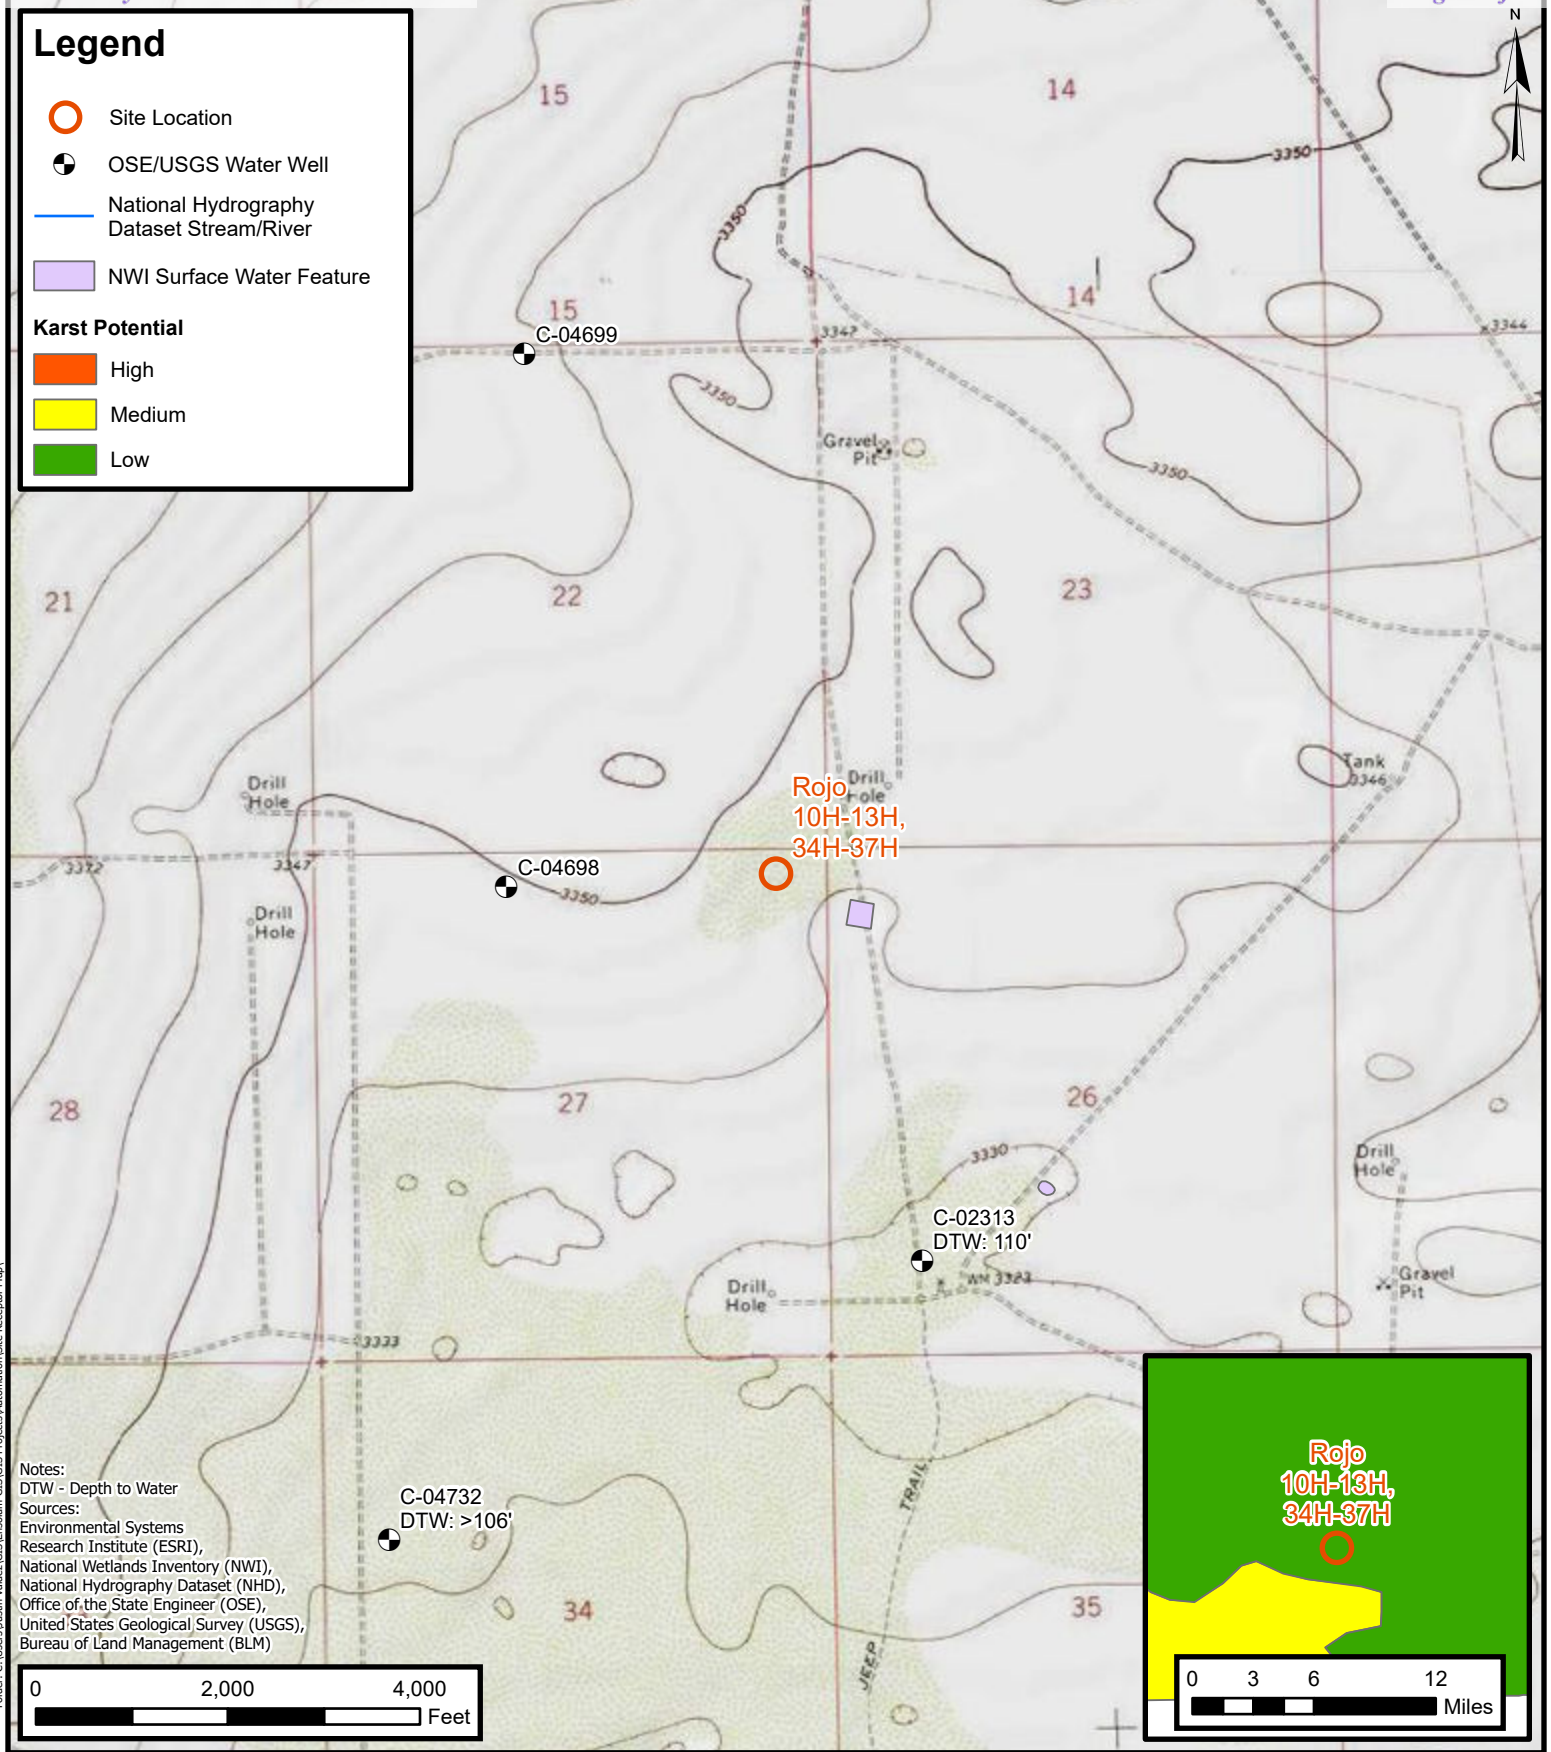 Legend
Site Location
OSE/USGS Water Well
National Hydrography
Dataset Stream/River
NWI Surface Water Feature
Karst Potential
High
Medium
Low
N
15
14
3350
3350
14
15
C-04699
3347
3344
3350
Gravel
Pit
3350
21
22
23
Drill
Hole
Rojo
10H-13H,
34H-37H
Drill
Hole
Tank
3346
3372
3347
C-04698
3350
Drill
Hole
28
27
26
3330
Drill
Hole
C-02313
DTW: 110'
WM 3323
Drill
Hole
Gravel
Pit
3333
TRAIL
JEEP
C-04732
DTW: >106'
34
35
Notes:
DTW - Depth to Water
Sources:
Environmental Systems
Research Institute (ESRI),
National Wetlands Inventory (NWI),
National Hydrography Dataset (NHD),
Office of the State Engineer (OSE),
United States Geological Survey (USGS),
Bureau of Land Management (BLM)
0 2,000 4,000
Feet
Rojo
10H-13H,
34H-37H
0 3 6 12
Miles